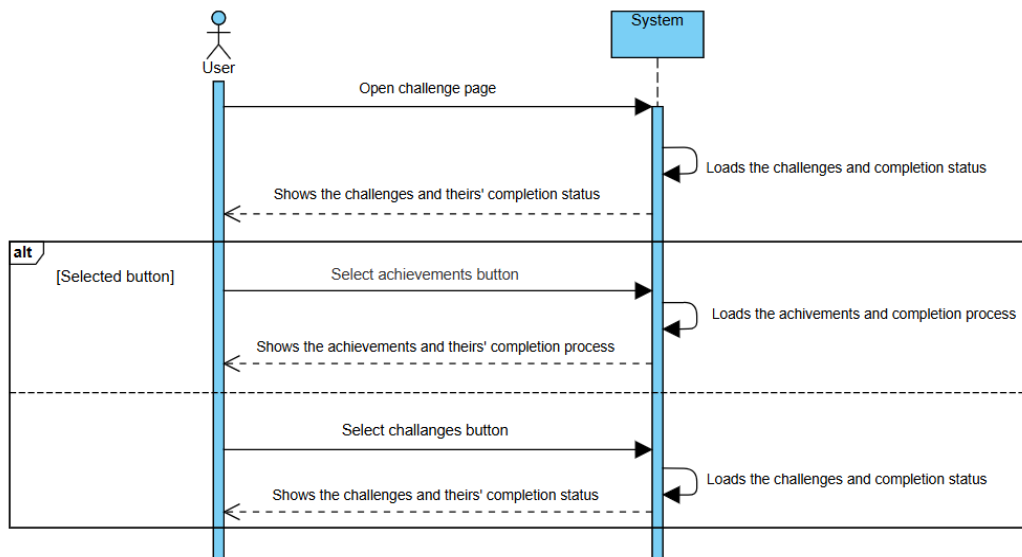 System
User
Open challenge page
Loads the challenges and completion status
Shows the challenges and theirs' completion status
alt
[Selected button]
Select achievements button
Loads the achivements and completion process
Shows the achievements and theirs' completion process
Select challanges button
Loads the challenges and completion status
Shows the challenges and theirs' completion status